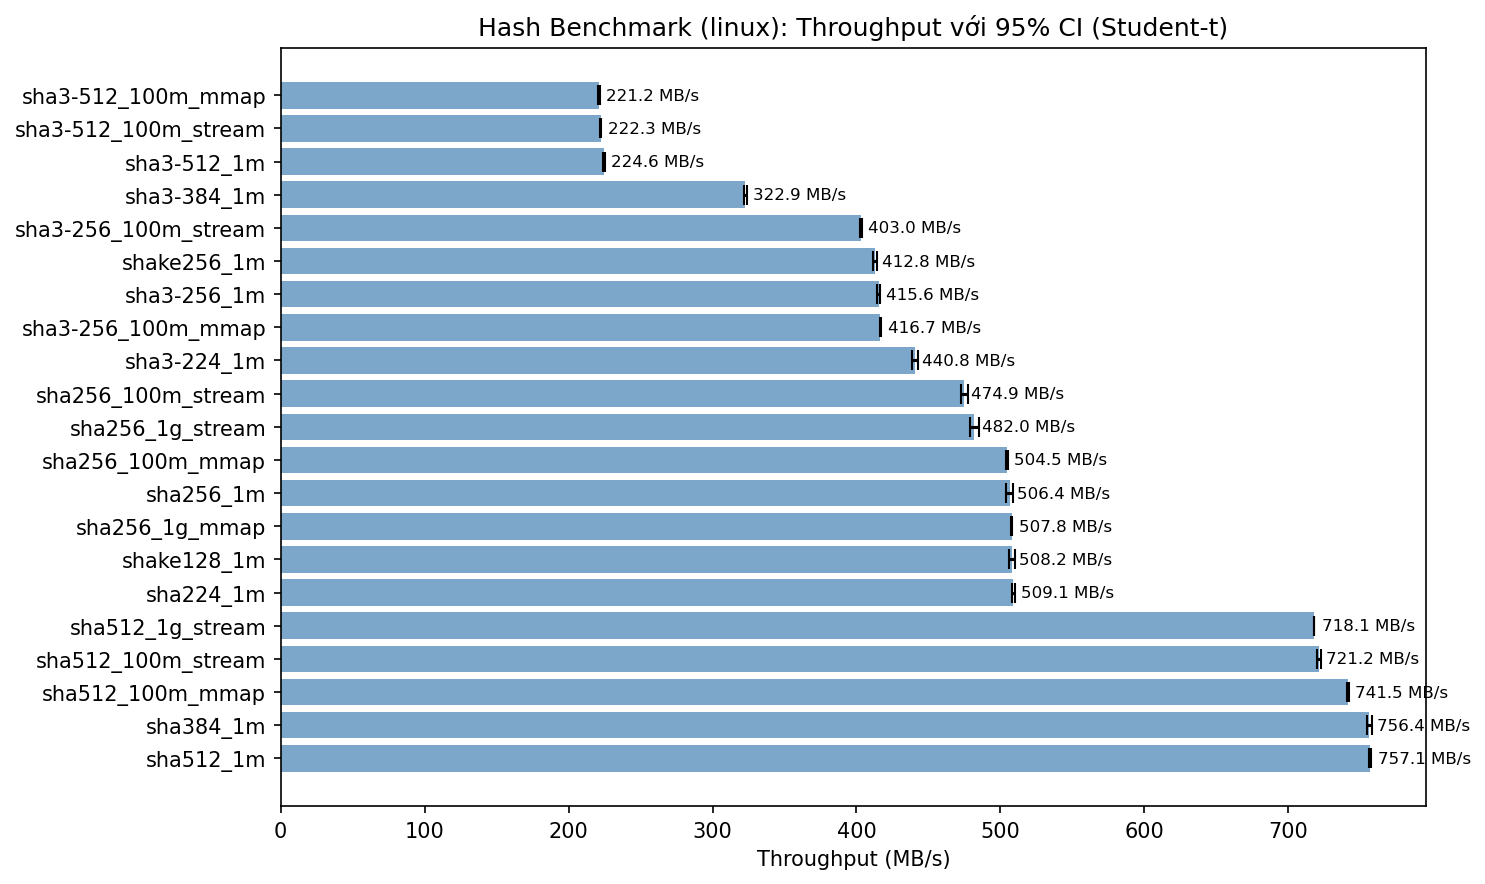 Hash Benchmark (linux): Throughput với 95% CI (Student-t)
sha3-512_100m_mmap 221.2 MB/s
sha3-512_100m_stream 222.3 MB/s
sha3-512_1m 224.6 MB/s
sha3-384_1m 322.9 MB/s
sha3-256_100m_stream 403.0 MB/s
shake256_1m 412.8 MB/s
sha3-256_1m 415.6 MB/s
sha3-256_100m_mmap 416.7 MB/s
sha3-224_1m 440.8 MB/s
sha256_100m_stream 474.9 MB/s
sha256_1g_stream 482.0 MB/s
sha256_100m_mmap 504.5 MB/s
sha256_1m 506.4 MB/s
sha256_1g_mmap 507.8 MB/s
shake128_1m 508.2 MB/s
sha224_1m 509.1 MB/s
sha512_1g_stream 718.1 MB/s
sha512_100m_stream 721.2 MB/s
sha512_100m_mmap 741.5 MB/s
sha384_1m 756.4 MB/s
sha512_1m 757.1 MB/s
0 100 200 300 400 500 600 700
Throughput (MB/s)